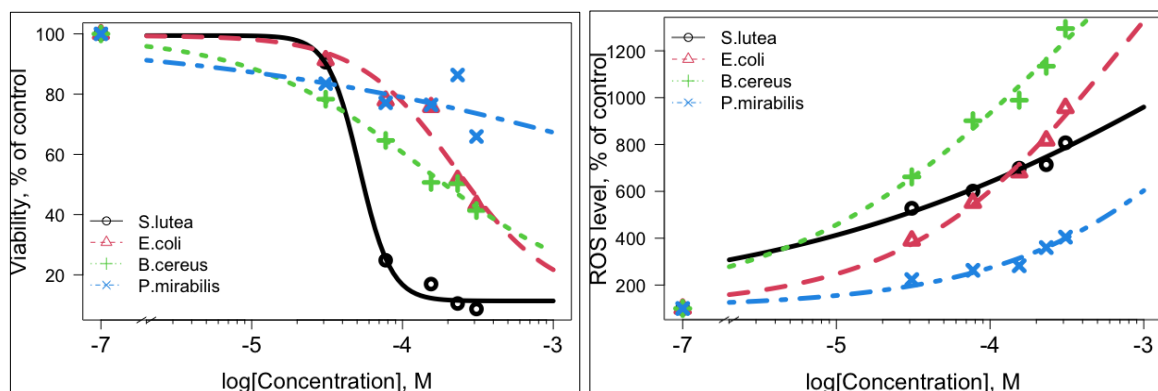 Viability, % of control
100
80
60
40
20
S.lutea
E.coli
B.cereus
P.mirabilis
-7
-5
-4
-3
log[Concentration], M
ROS level, % of control
1200
1000
800
600
400
200
S.lutea
E.coli
B.cereus
P.mirabilis
-7
-5
-4
-3
log[Concentration], M